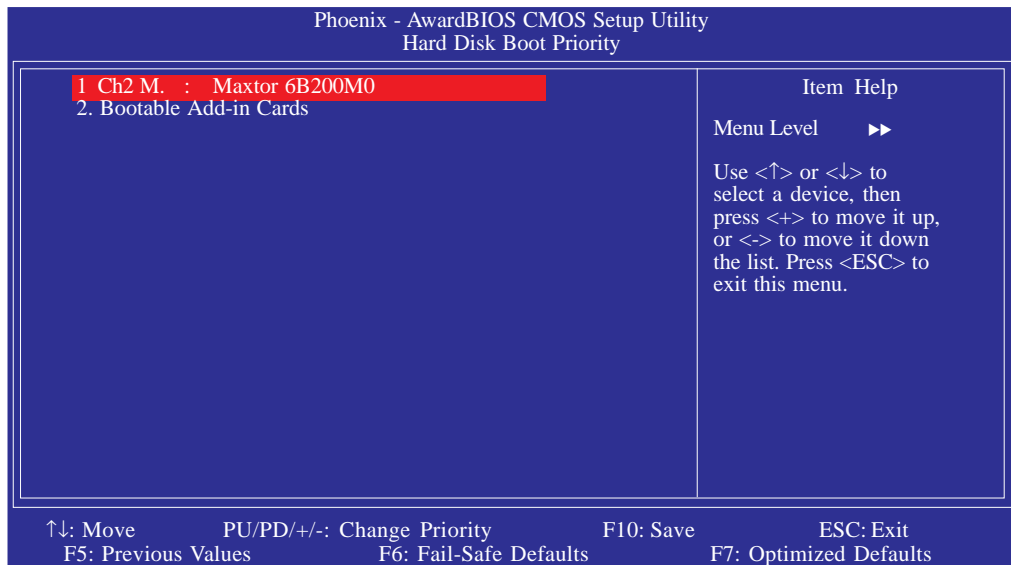 Phoenix - AwardBIOS CMOS Setup Utility
Hard Disk Boot Priority
1 Ch2 M. : Maxtor 6B200M0
2. Bootable Add-in Cards
Item Help
Menu Level ▶▶
Use <↑> or <↓> to
select a device, then
press <+> to move it up,
or <-> to move it down
the list. Press <ESC> to
exit this menu.
↑↓: Move PU/PD/+/-: Change Priority F10: Save ESC: Exit
F5: Previous Values F6: Fail-Safe Defaults F7: Optimized Defaults